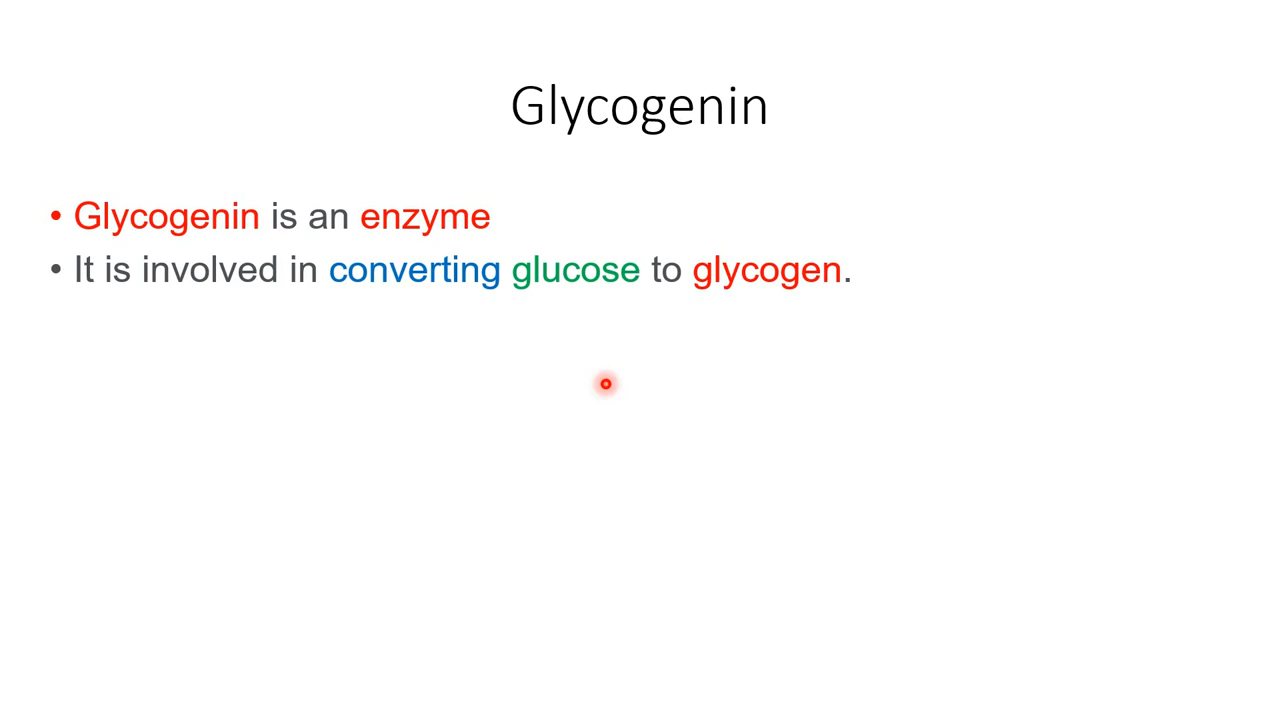 Glycogenin
• Glycogenin is an enzyme
• It is involved in converting glucose to glycogen.